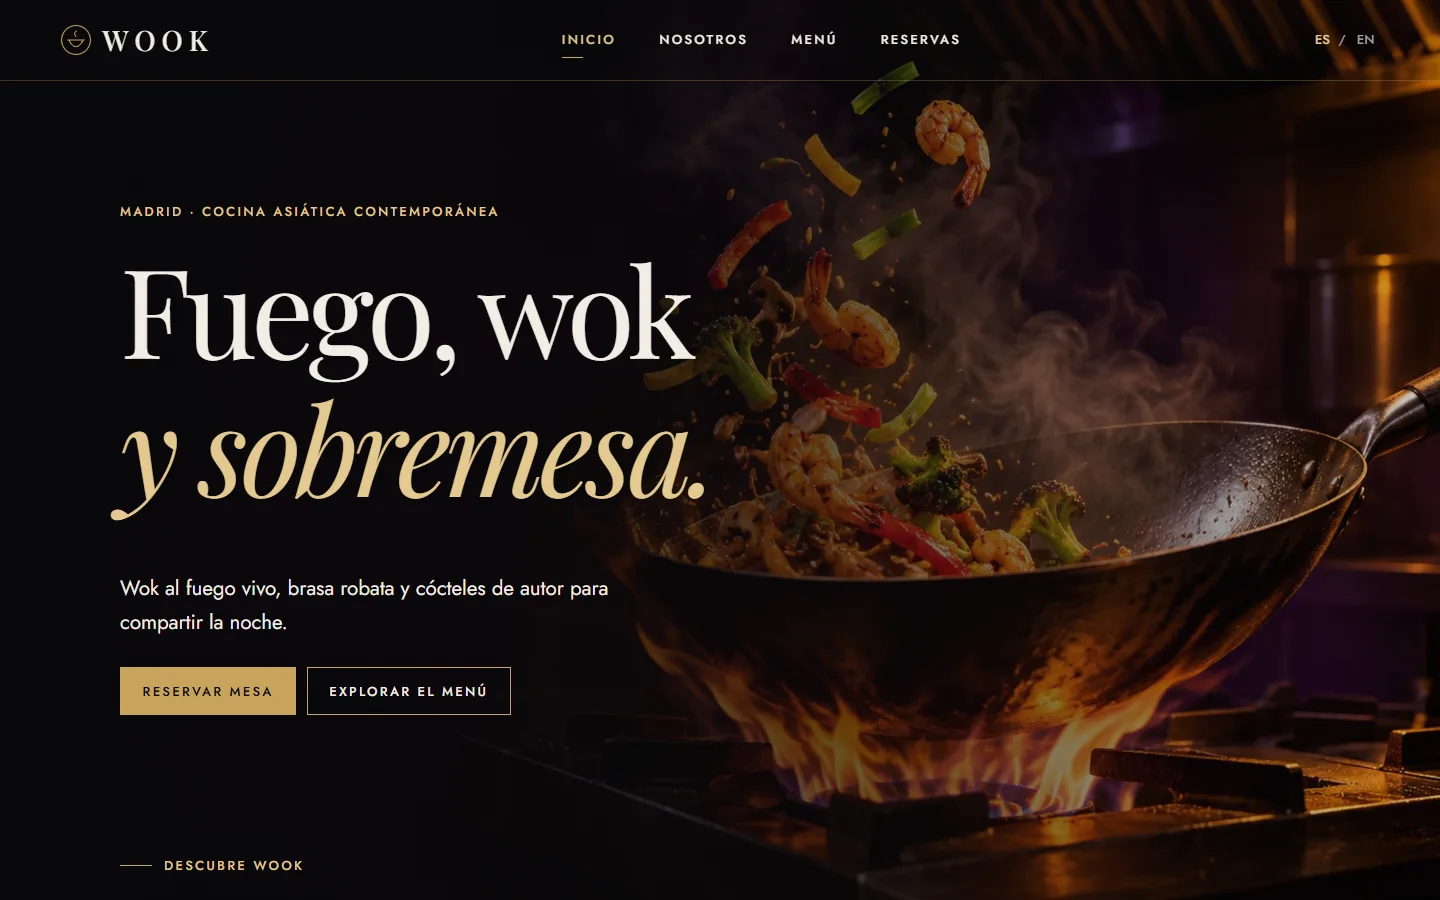 WOOK
INICIO NOSOTROS MENÚ RESERVAS
ES / EN
MADRID · COCINA ASIÁTICA CONTEMPORÁNEA
Fuego, wok
y sobremesa.
Wok al fuego vivo, brasa robata y cócteles de autor para
compartir la noche.
RESERVAR MESA
EXPLORAR EL MENÚ
DESCUBRE WOOK